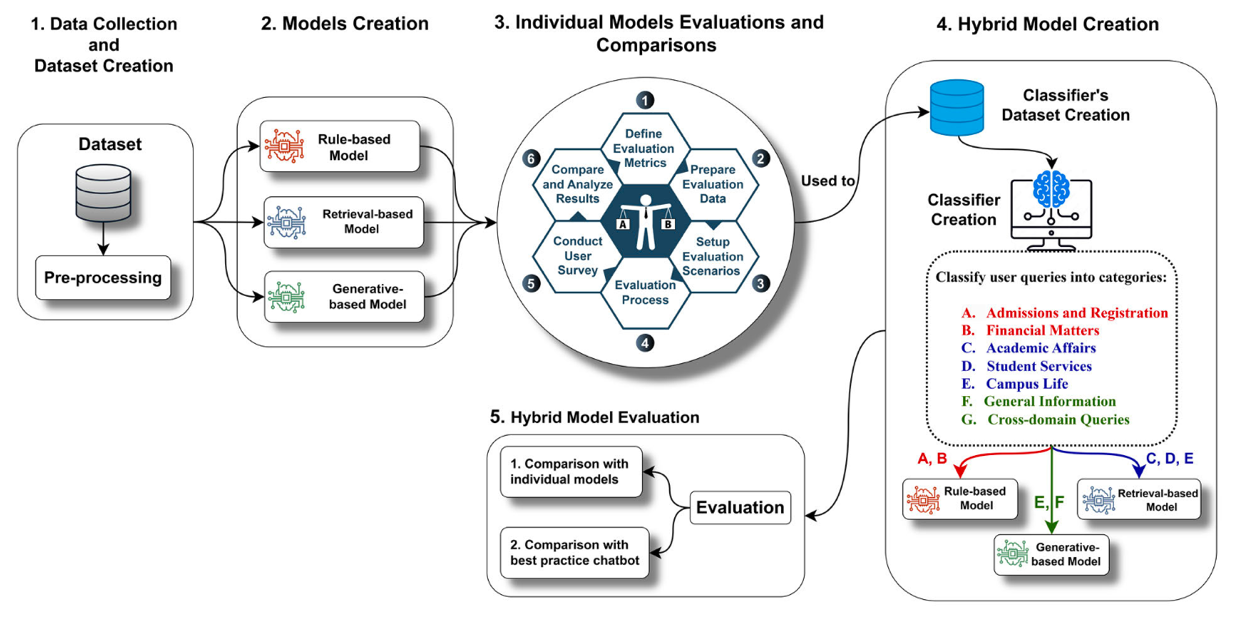 1. Data Collection
and
Dataset Creation
Dataset
Pre-processing
2. Models Creation
Rule-based
Model
Retrieval-based
Model
Generative-
based Model
3. Individual Models Evaluations and
Comparisons
1
Define
Evaluation
Metrics
2
Prepare
Evaluation
Data
3
Setup
Evaluation
Scenarios
4
Evaluation
Process
5
Conduct
User
Survey
6
Compare
and Analyze
Results
A
B
Used to
4. Hybrid Model Creation
Classifier's
Dataset Creation
Classifier
Creation
Classify user queries into categories:
A. Admissions and Registration
B. Financial Matters
C. Academic Affairs
D. Student Services
E. Campus Life
F. General Information
G. Cross-domain Queries
A, B
C, D, E
E, F
Rule-based
Model
Retrieval-based
Model
Generative-
based Model
5. Hybrid Model Evaluation
1. Comparison with
individual models
Evaluation
2. Comparison with
best practice chatbot